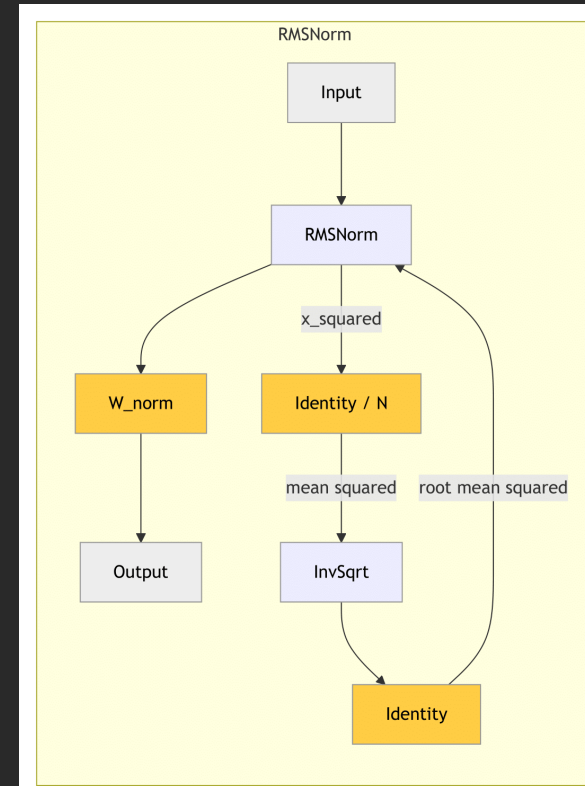 RMSNorm
Input
RMSNorm
x_squared
W_norm
Identity / N
mean squared
root mean squared
Output
InvSqrt
Identity